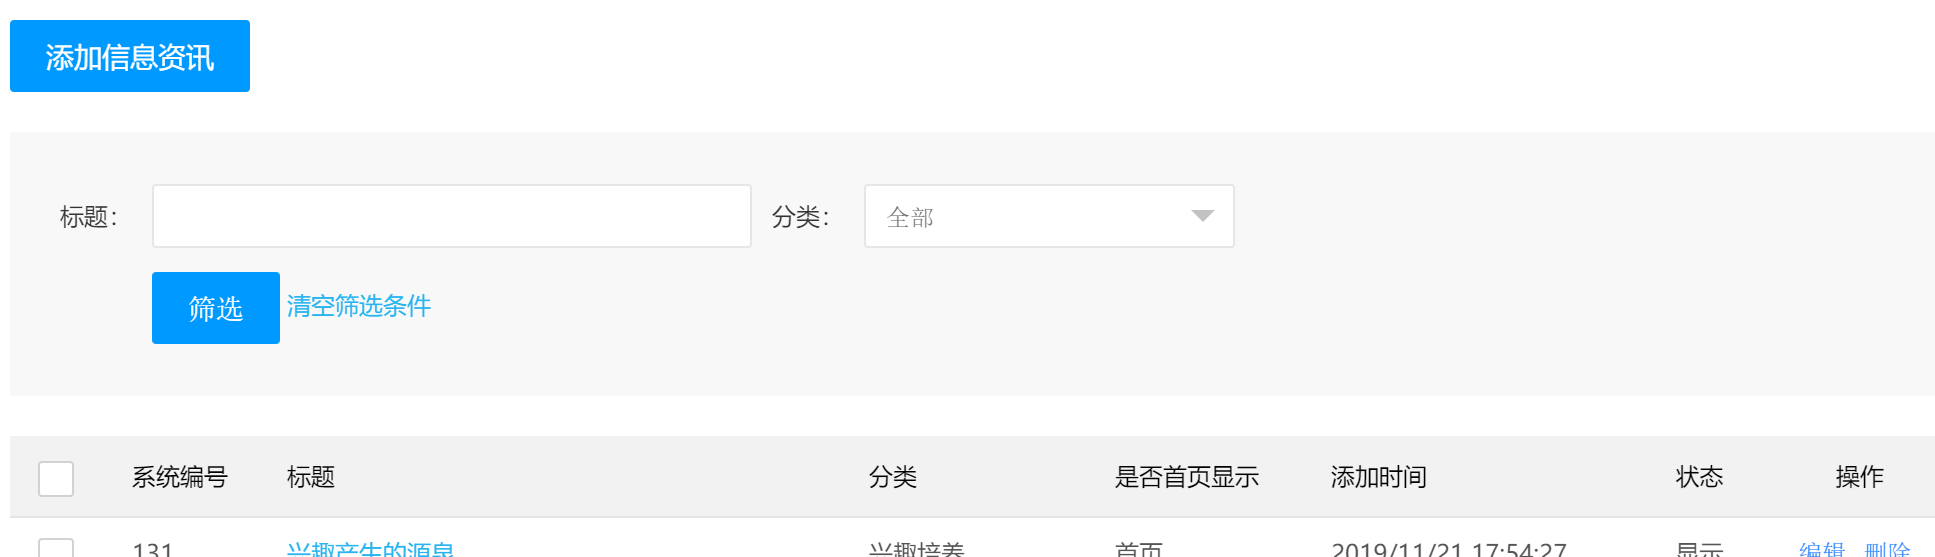 添加信息资讯
标题： 分类： 全部
筛选 清空筛选条件
系统编号 标题 分类 是否首页显示 添加时间 状态 操作
131 兴趣产生的源泉 兴趣培养 首页 2019/11/21 17:54:27 显示 编辑 删除